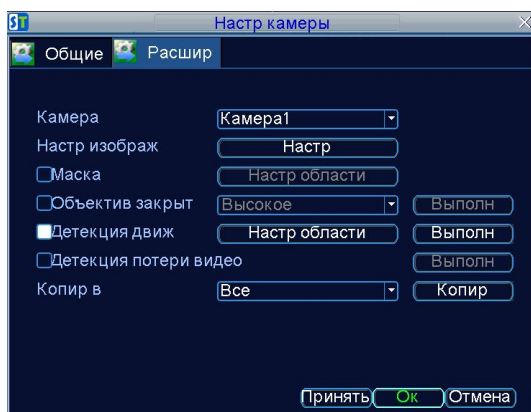 ST Настр камеры
Общие Расшир
Камера Камера1
Настр изображ Настр
Маска Настр области
Объектив закрыт Высокое Выполн
Детекция движ Настр области Выполн
Детекция потери видео Выполн
Копир в Все Копир
Принять Ок Отмена